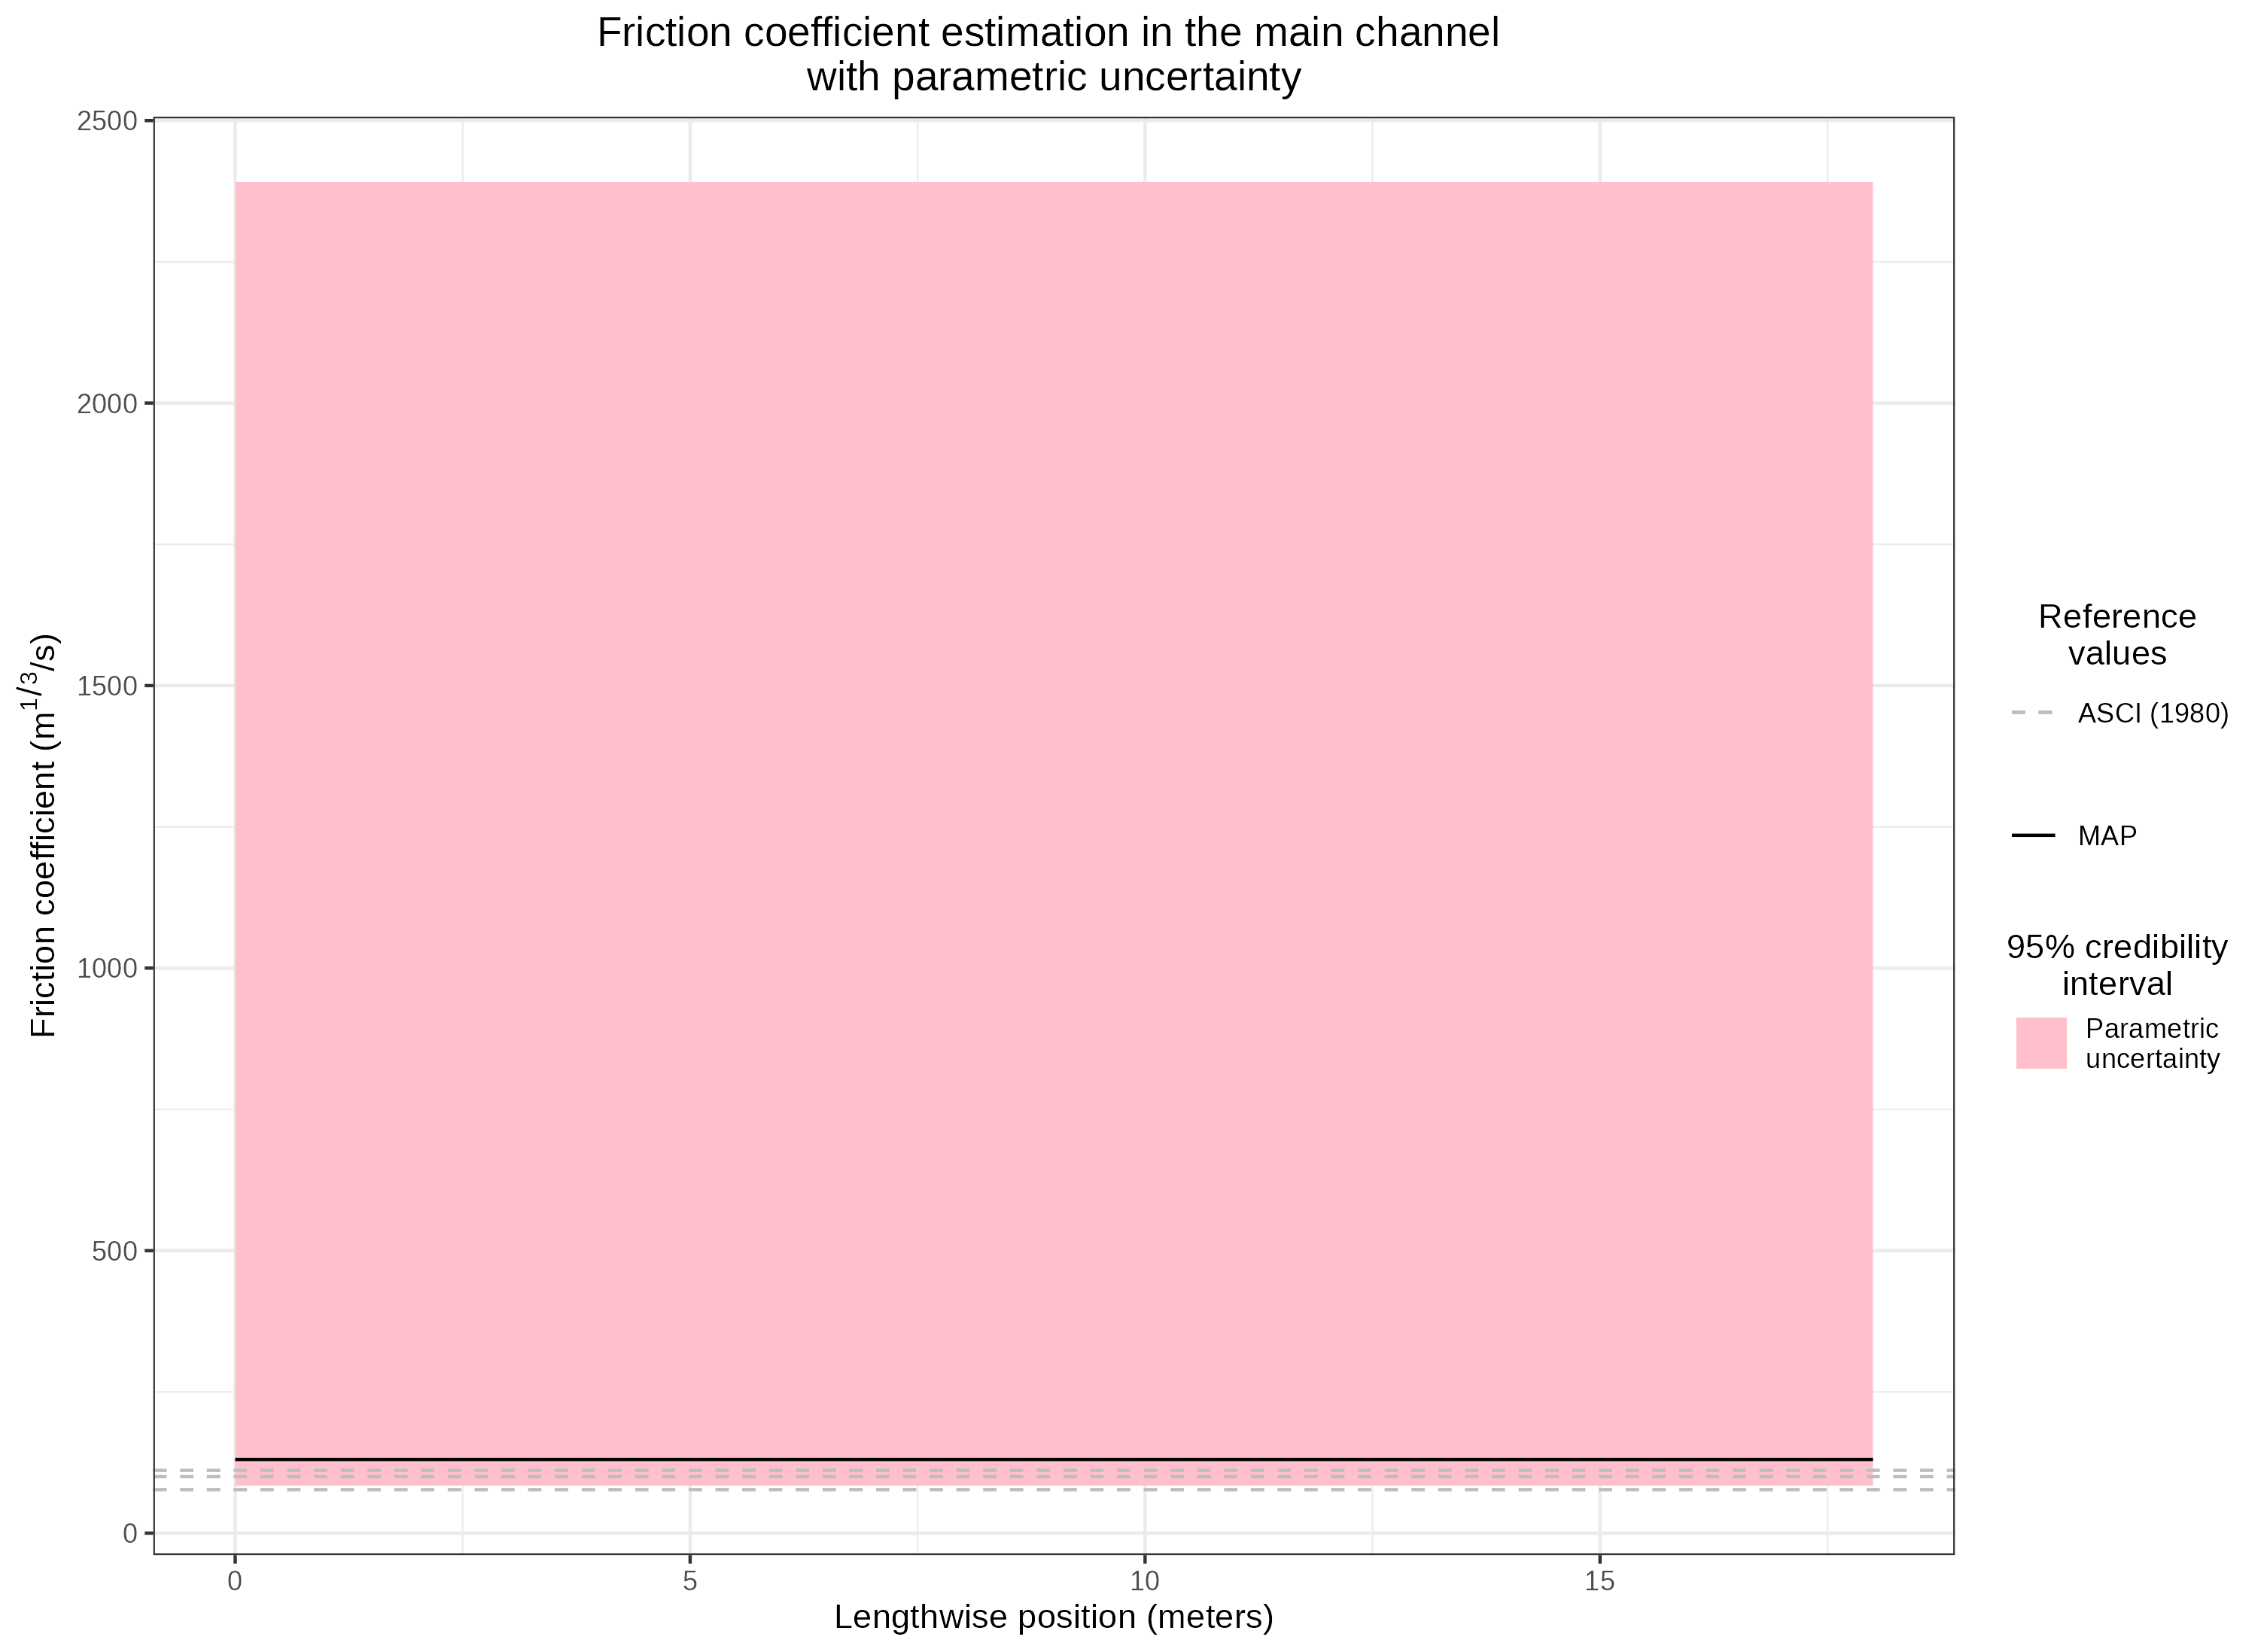 Friction coefficient estimation in the main channel
with parametric uncertainty
2500
2000
1500
1000
500
0
Friction coefficient (m^1/3/s)
0 5 10 15
Lengthwise position (meters)
Reference
values
ASCI (1980)
MAP
95% credibility
interval
Parametric
uncertainty